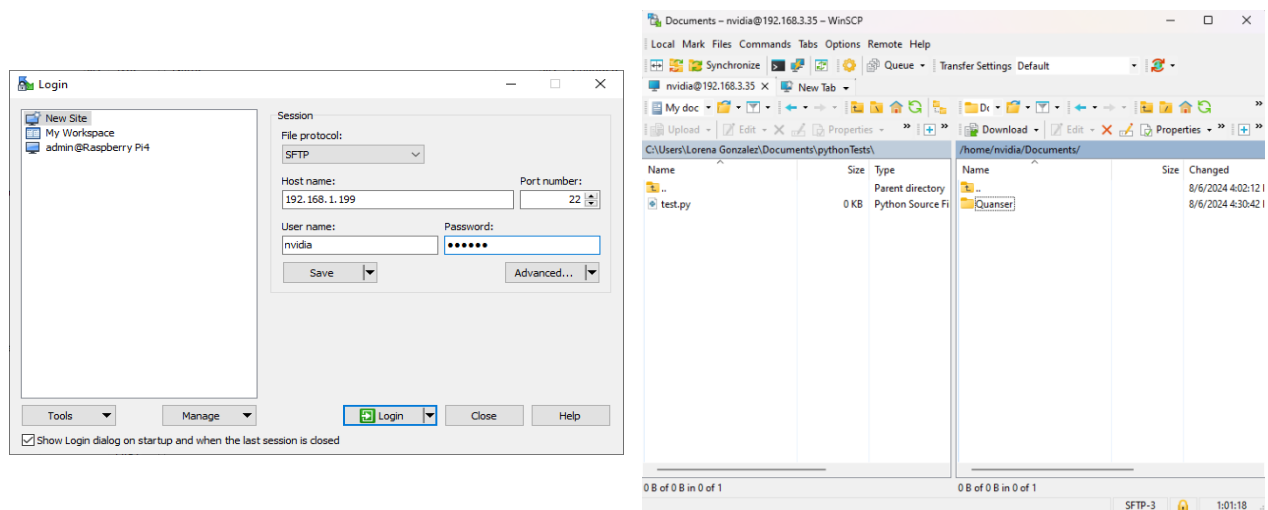 Login
New Site
My Workspace
admin@Raspberry Pi4
Session
File protocol:
SFTP
Host name:
Port number:
192.168.1.199
22
User name:
Password:
nvidia
••••••
Save
Advanced...
Tools
Manage
Login
Close
Help
Show Login dialog on startup and when the last session is closed
Documents – nvidia@192.168.3.35 – WinSCP
Local Mark Files Commands Tabs Options Remote Help
Synchronize
Queue
Transfer Settings Default
nvidia@192.168.3.35
New Tab
My doc
Dc
Upload
Edit
Properties
Download
Edit
Properties
C:\Users\Lorena Gonzalez\Documents\pythonTests\
/home/nvidia/Documents/
Name Size Type
Name Size Changed
.. Parent directory
.. 8/6/2024 4:02:12
test.py 0 KB Python Source Fi
Quanser 8/6/2024 4:30:42
0 B of 0 B in 0 of 1
0 B of 0 B in 0 of 1
SFTP-3
1:01:18